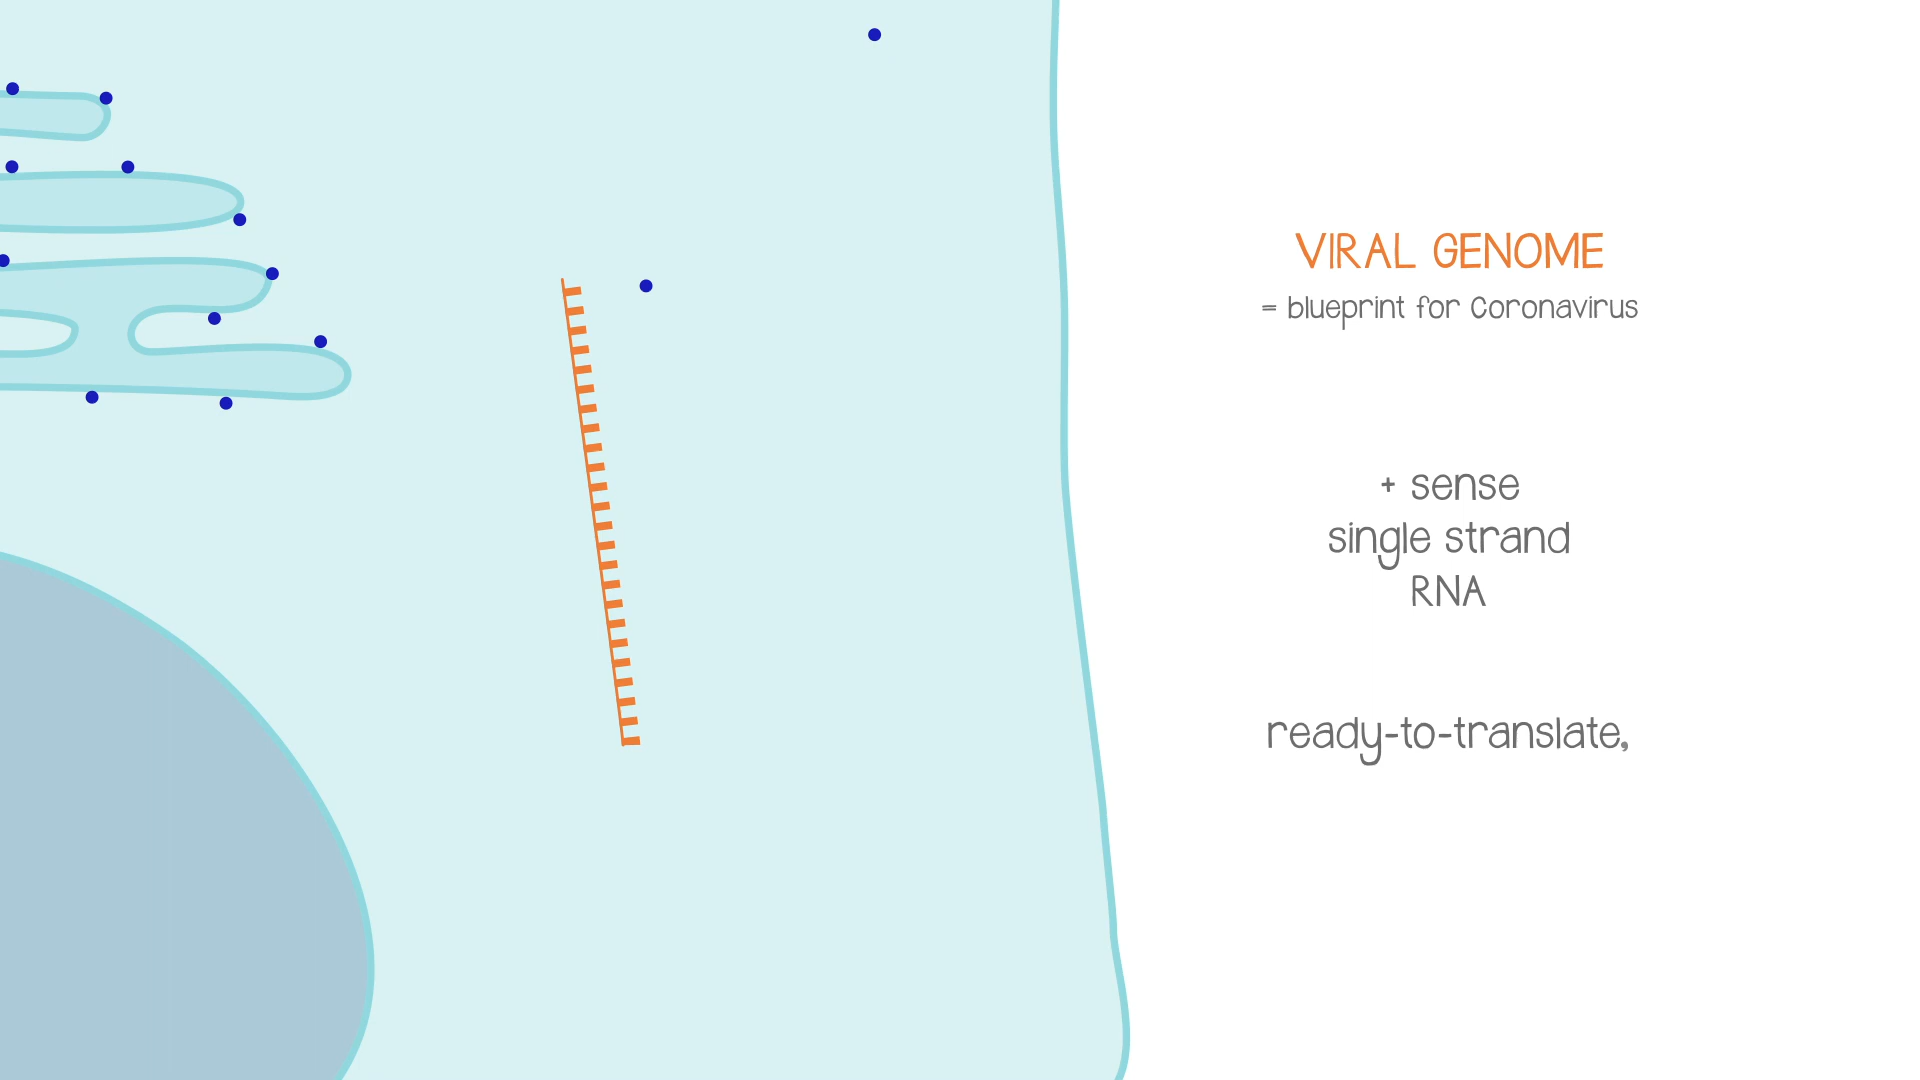 VIRAL GENOME
= blueprint for Coronavirus
+ sense
single strand
RNA
ready-to-translate,